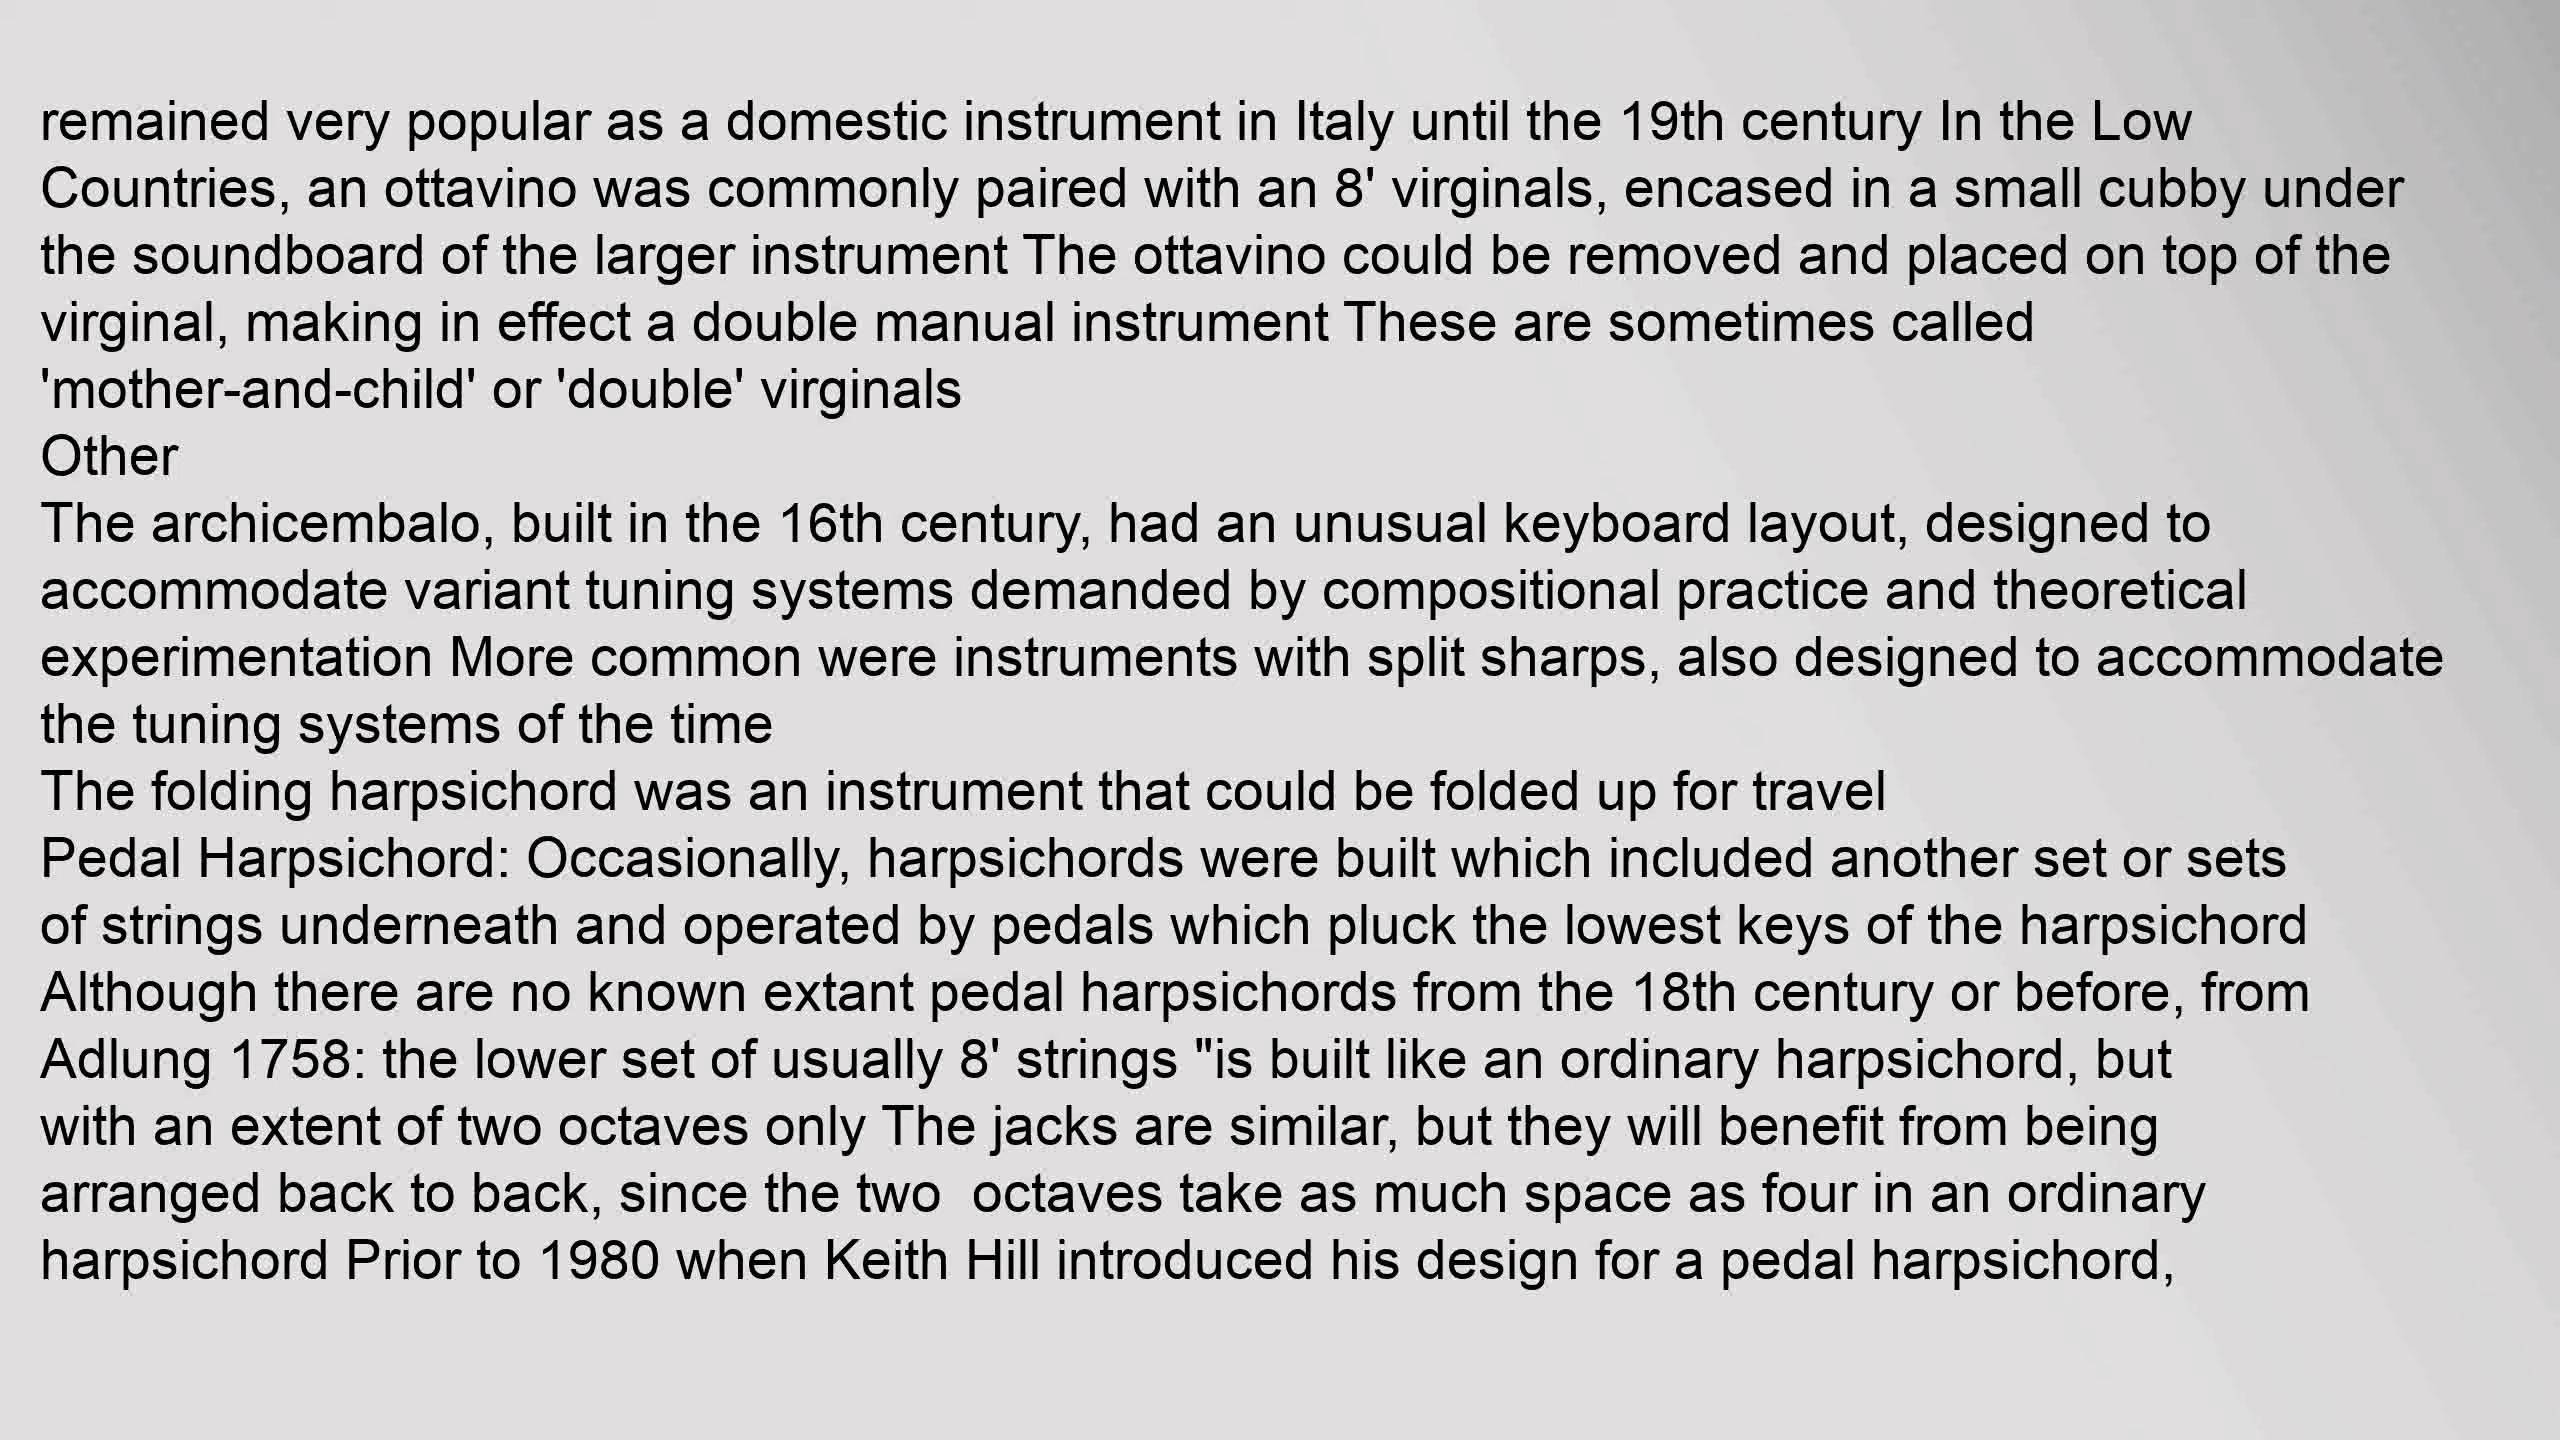 remained very popular as a domestic instrument in Italy until the 19th century In the Low
Countries, an ottavino was commonly paired with an 8' virginals, encased in a small cubby under
the soundboard of the larger instrument The ottavino could be removed and placed on top of the
virginal, making in effect a double manual instrument These are sometimes called
'mother-and-child' or 'double' virginals
Other
The archicembalo, built in the 16th century, had an unusual keyboard layout, designed to
accommodate variant tuning systems demanded by compositional practice and theoretical
experimentation More common were instruments with split sharps, also designed to accommodate
the tuning systems of the time
The folding harpsichord was an instrument that could be folded up for travel
Pedal Harpsichord: Occasionally, harpsichords were built which included another set or sets
of strings underneath and operated by pedals which pluck the lowest keys of the harpsichord
Although there are no known extant pedal harpsichords from the 18th century or before, from
Adlung 1758: the lower set of usually 8' strings "is built like an ordinary harpsichord, but
with an extent of two octaves only The jacks are similar, but they will benefit from being
arranged back to back, since the two  octaves take as much space as four in an ordinary
harpsichord Prior to 1980 when Keith Hill introduced his design for a pedal harpsichord,